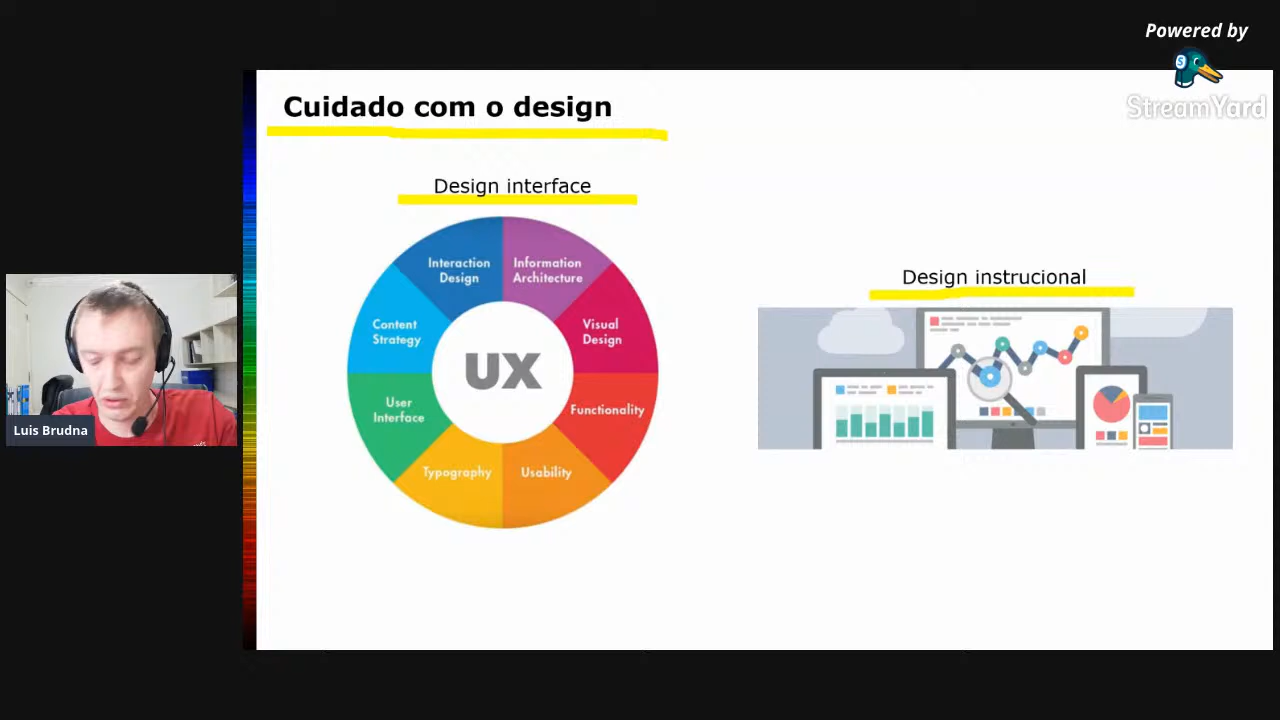 Powered by
StreamYard
Cuidado com o design
Design interface
Interaction
Design
Information
Architecture
Content
Strategy
Visual
Design
UX
User
Interface
Functionality
Typography
Usability
Design instrucional
Luis Brudna